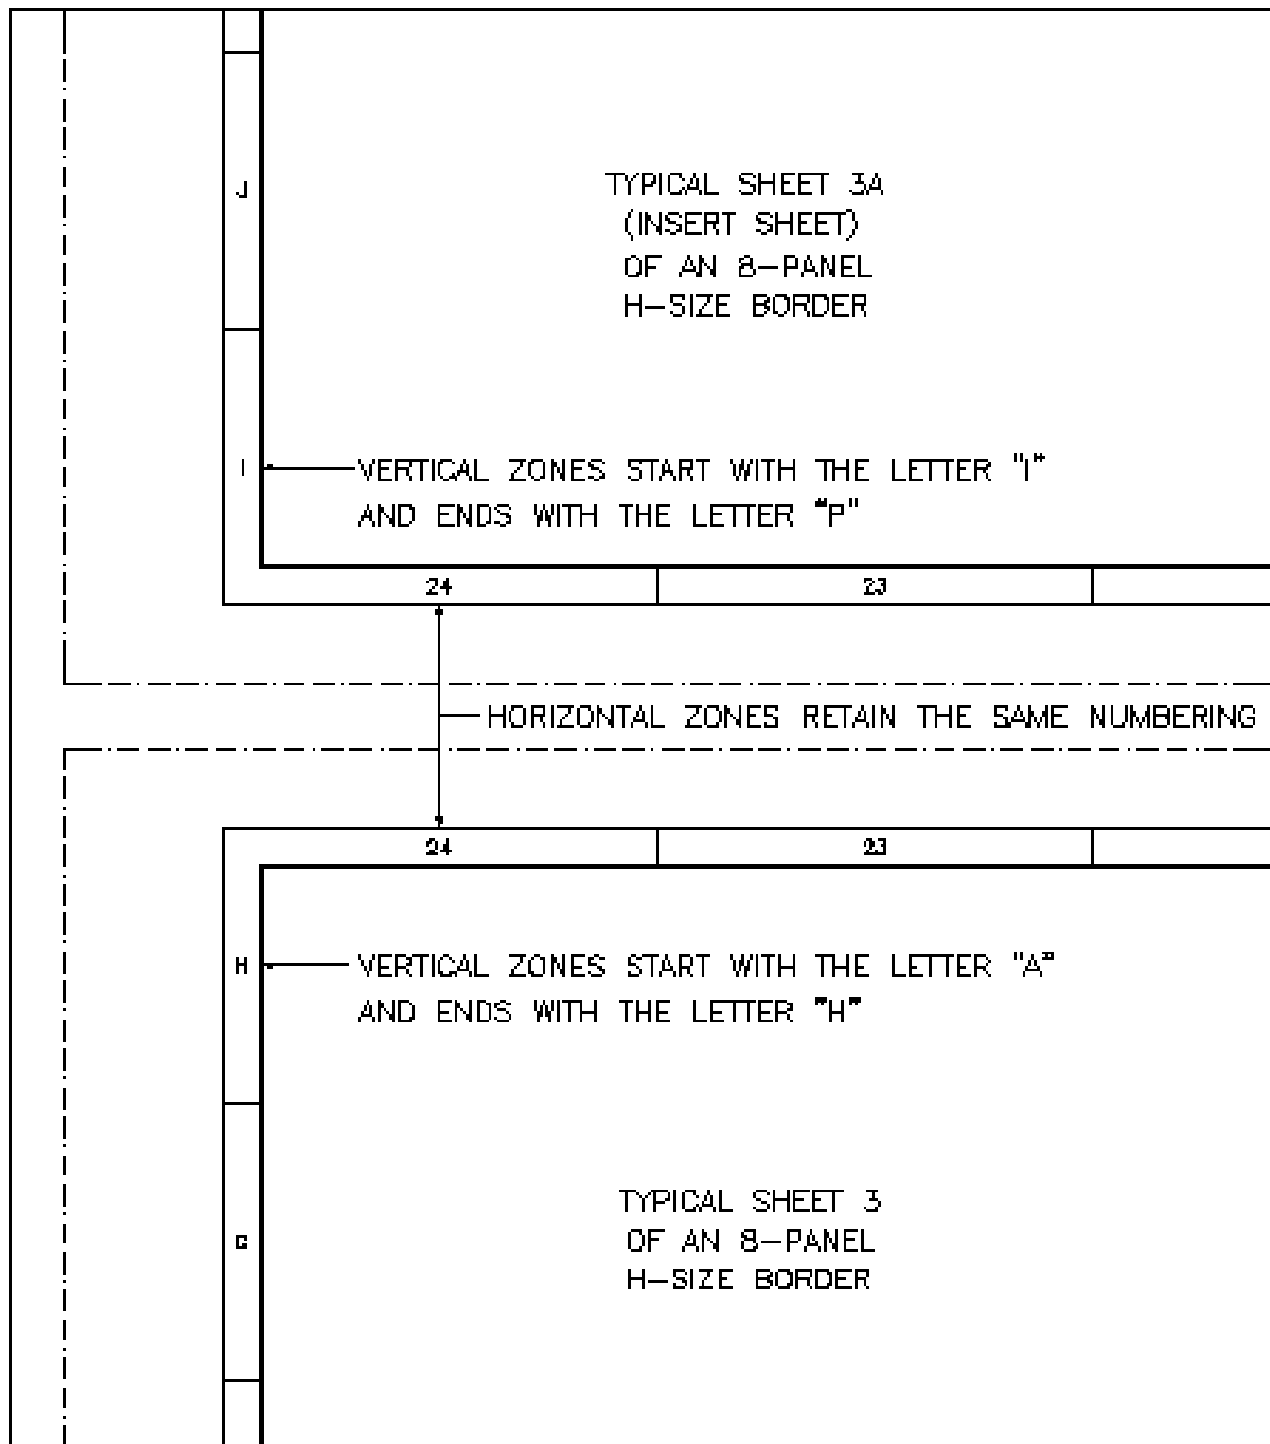 J
TYPICAL SHEET 3A
(INSERT SHEET)
OF AN 8-PANEL
H-SIZE BORDER
I
VERTICAL ZONES START WITH THE LETTER "I"
AND ENDS WITH THE LETTER "P"
24 23
HORIZONTAL ZONES RETAIN THE SAME NUMBERING
24 23
H
VERTICAL ZONES START WITH THE LETTER "A"
AND ENDS WITH THE LETTER "H"
G
TYPICAL SHEET 3
OF AN 8-PANEL
H-SIZE BORDER